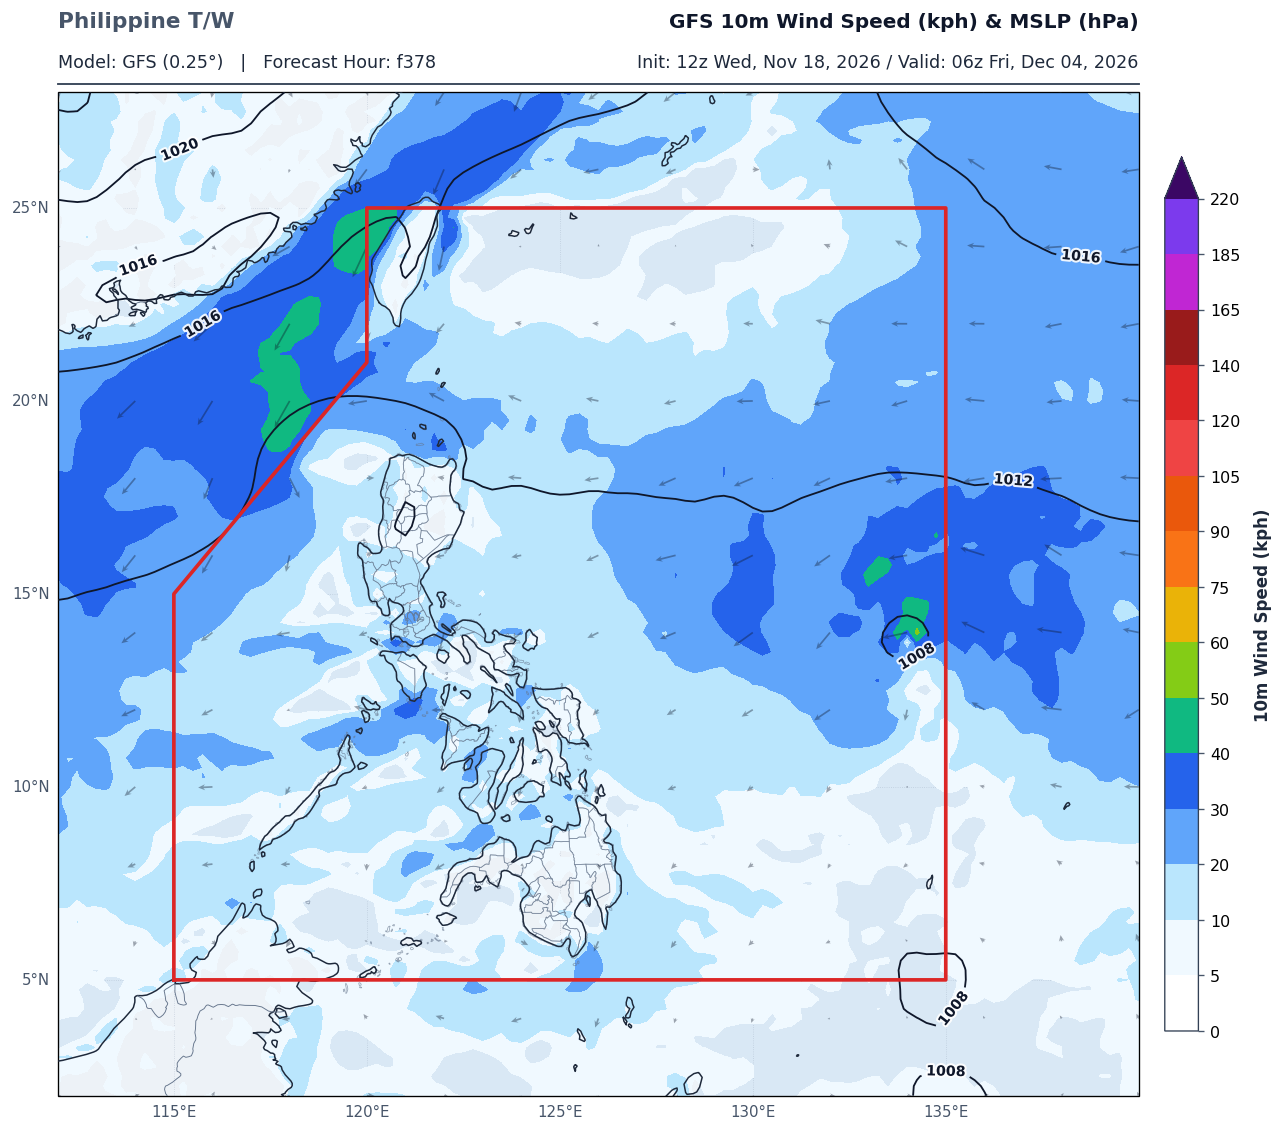 Philippine T/W
GFS 10m Wind Speed (kph) & MSLP (hPa)
Model: GFS (0.25°) | Forecast Hour: f378
Init: 12z Wed, Nov 18, 2026 / Valid: 06z Fri, Dec 04, 2026
1020
1016
1016
1016
1012
1008
1008
1008
25°N
20°N
15°N
10°N
5°N
115°E
120°E
125°E
130°E
135°E
220
185
165
140
120
105
90
75
60
50
40
30
20
10
5
0
10m Wind Speed (kph)